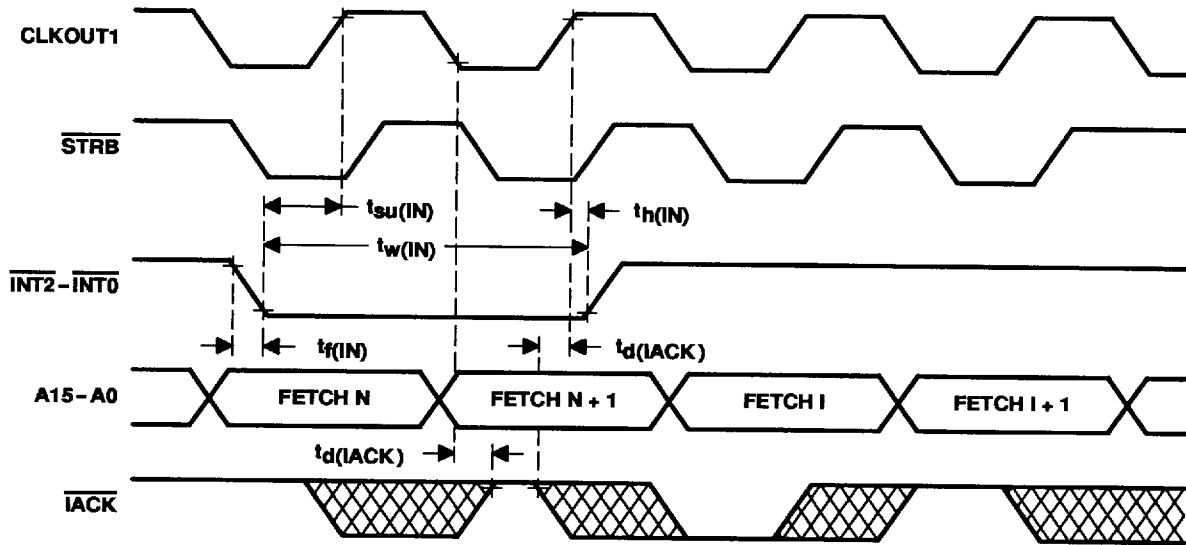 CLKOUT1
STRB
tsu(IN)
th(IN)
tw(IN)
INT2-INT0
tf(IN)
td(IACK)
A15-A0
FETCH N
FETCH N + 1
FETCH I
FETCH I + 1
td(IACK)
IACK